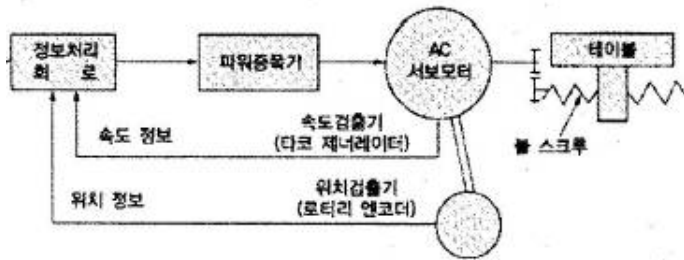 정보처리
회 로
파워증폭기
AC
서보모터
테이블
볼 스크루
속도 정보
속도검출기
(타코 제너레이터)
위치 정보
위치검출기
(로터리 엔코더)